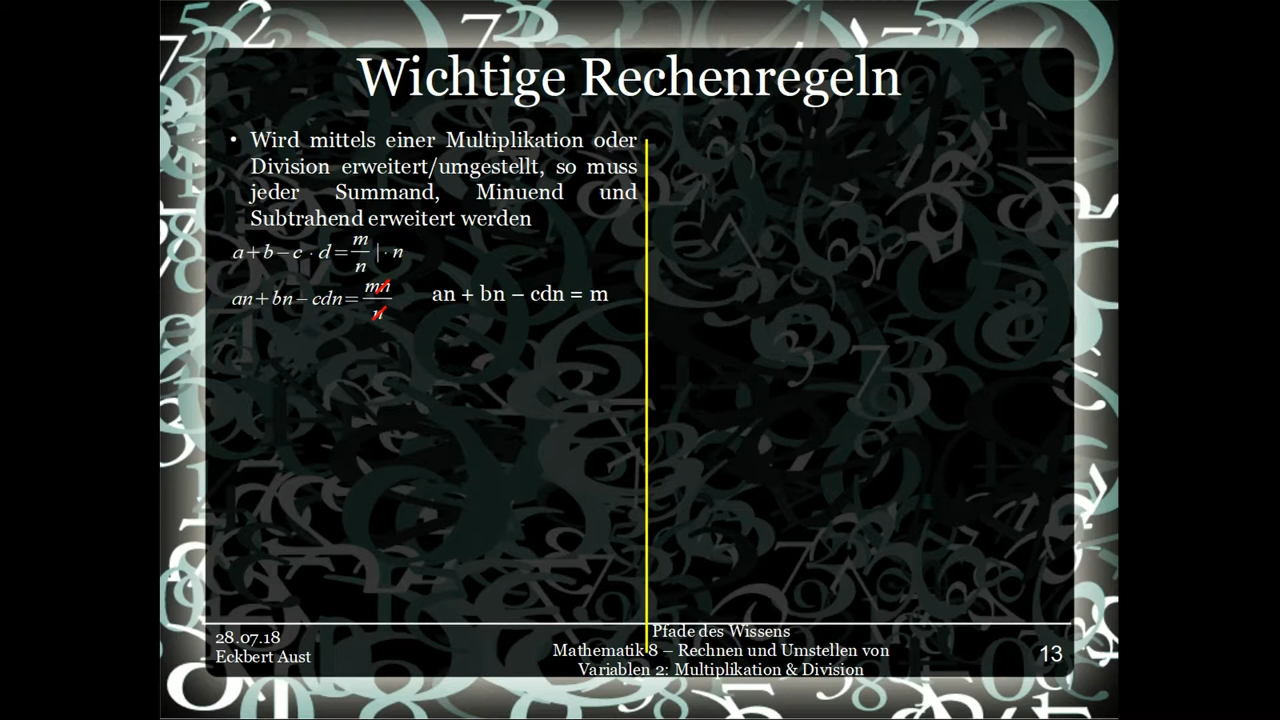 Wichtige Rechenregeln
• Wird mittels einer Multiplikation oder
Division erweitert/umgestellt, so muss
jeder Summand, Minuend und
Subtrahend erweitert werden
a+b−c·d=m/n |·n
an+bn−cdn=mn/n
an + bn − cdn = m
28.07.18
Eckbert Aust
Pfade des Wissens
Mathematik 8 – Rechnen und Umstellen von
Variablen 2: Multiplikation & Division
13